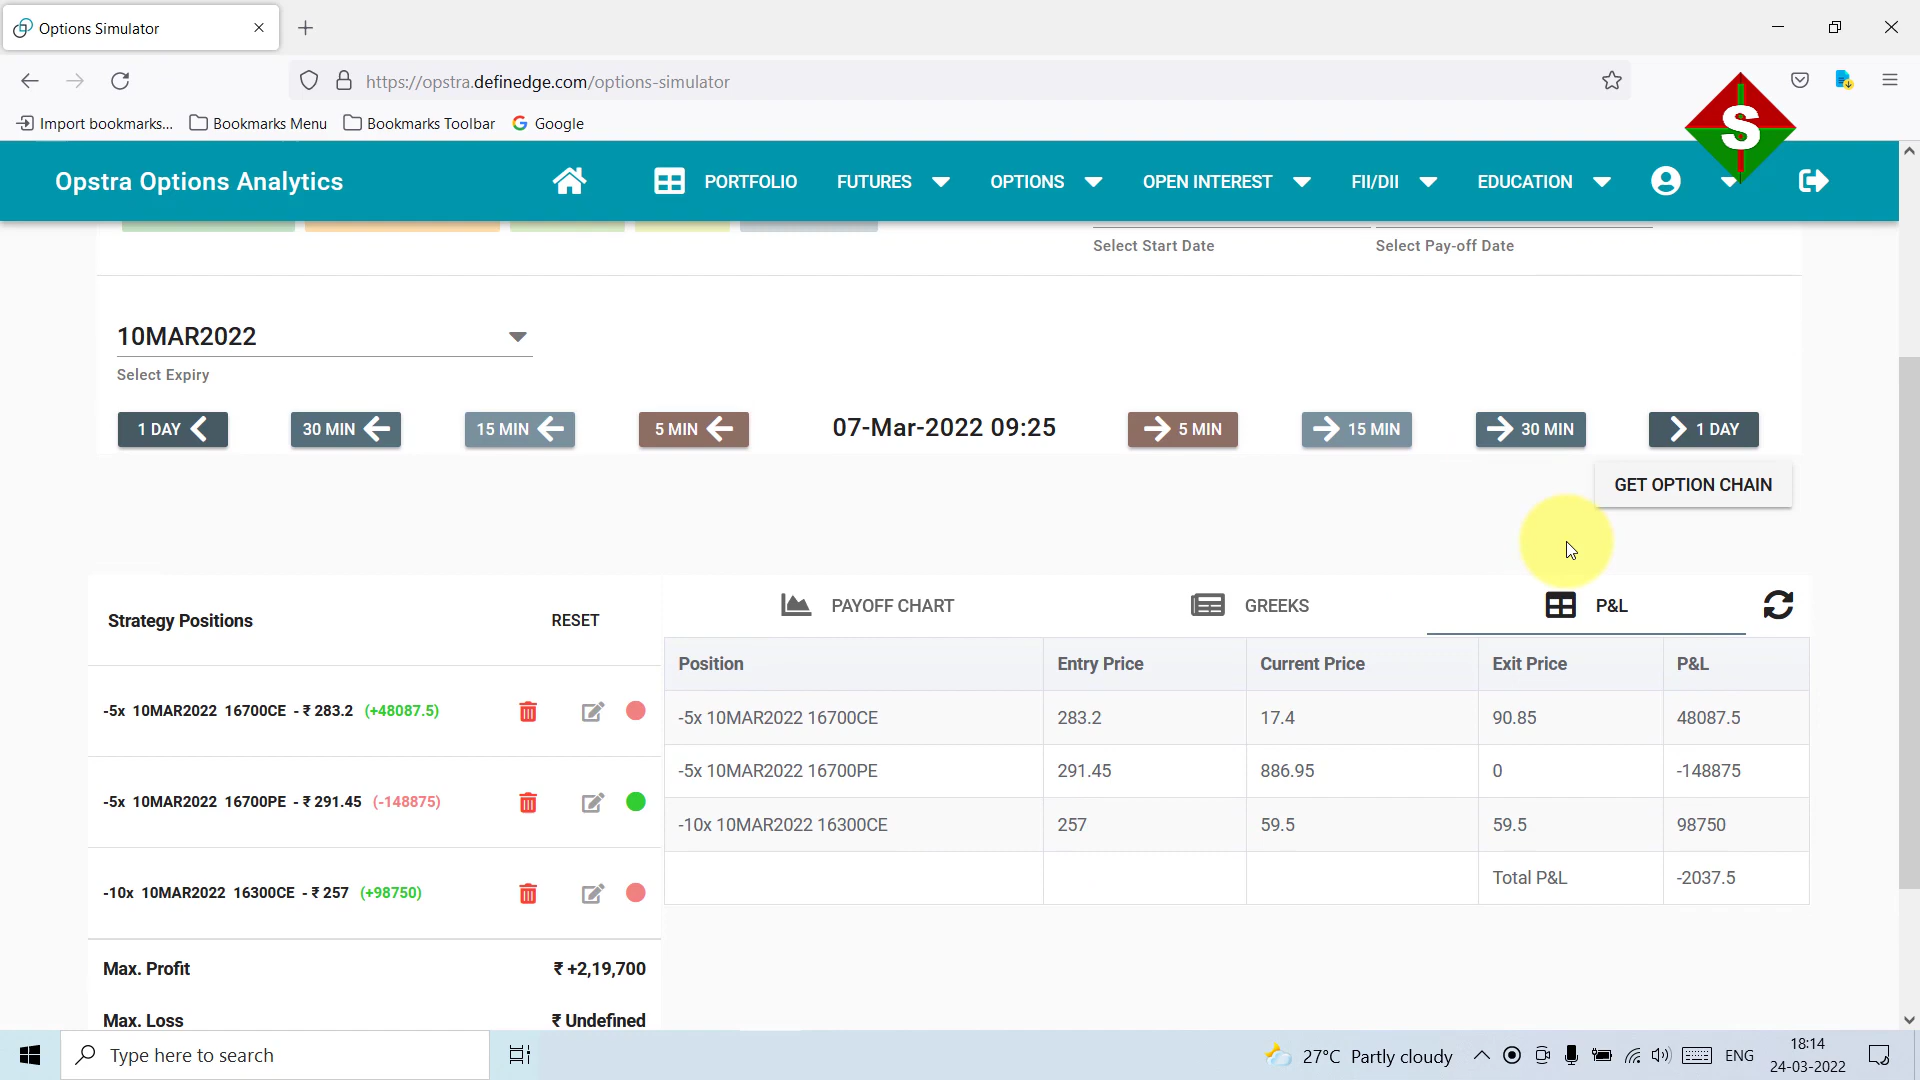 Options Simulator
https://opstra.definedge.com/options-simulator
Import bookmarks... Bookmarks Menu Bookmarks Toolbar Google
S
Opstra Options Analytics PORTFOLIO FUTURES OPTIONS OPEN INTEREST FII/DII EDUCATION
Select Start Date Select Pay-off Date
10MAR2022
Select Expiry
1 DAY 30 MIN 15 MIN 5 MIN 07-Mar-2022 09:25 5 MIN 15 MIN 30 MIN 1 DAY
GET OPTION CHAIN
Strategy Positions RESET
PAYOFF CHART GREEKS P&L
Position Entry Price Current Price Exit Price P&L
-5x 10MAR2022 16700CE - ₹ 283.2 (+48087.5)
-5x 10MAR2022 16700CE 283.2 17.4 90.85 48087.5
-5x 10MAR2022 16700PE - ₹ 291.45 (-148875)
-5x 10MAR2022 16700PE 291.45 886.95 0 -148875
-10x 10MAR2022 16300CE - ₹ 257 (+98750)
-10x 10MAR2022 16300CE 257 59.5 59.5 98750
Total P&L -2037.5
Max. Profit ₹ +2,19,700
Max. Loss ₹ Undefined
Type here to search 27°C Partly cloudy ENG 18:14
24-03-2022